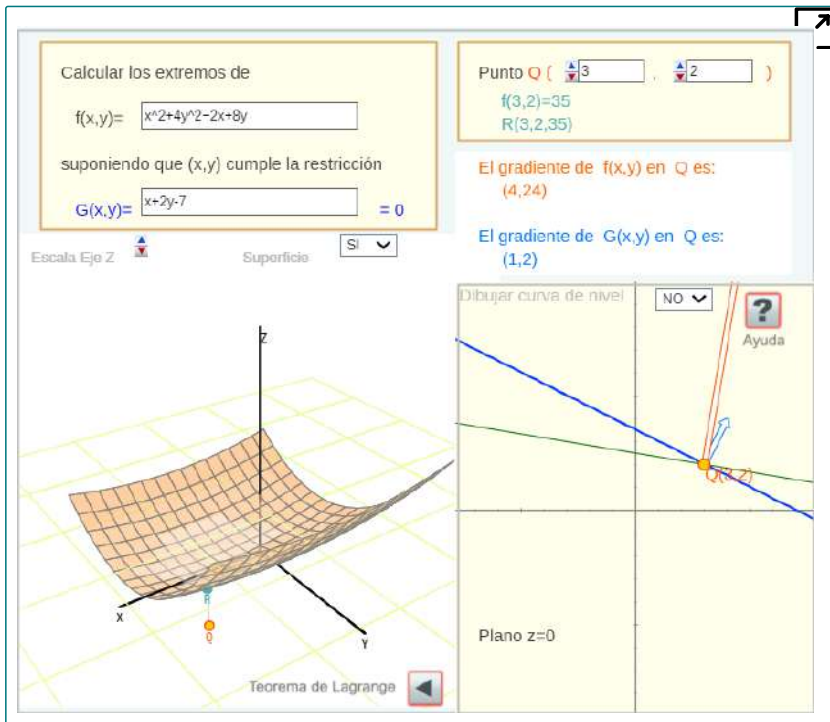 Calcular los extremos de
f(x,y)= x^2+4y^2−2x+8y
suponiendo que (x,y) cumple la restricción
G(x,y)= x+2y-7 = 0
Punto Q ( 3 , 2 )
f(3,2)=35
R(3,2,35)
El gradiente de f(x,y) en Q es:
(4,24)
El gradiente de G(x,y) en Q es:
(1,2)
Escala Eje Z
Superficie SI
Dibujar curva de nivel NO
?
Ayuda
Z
Q(3,2)
R
X
Q
Y
Plano z=0
Teorema de Lagrange